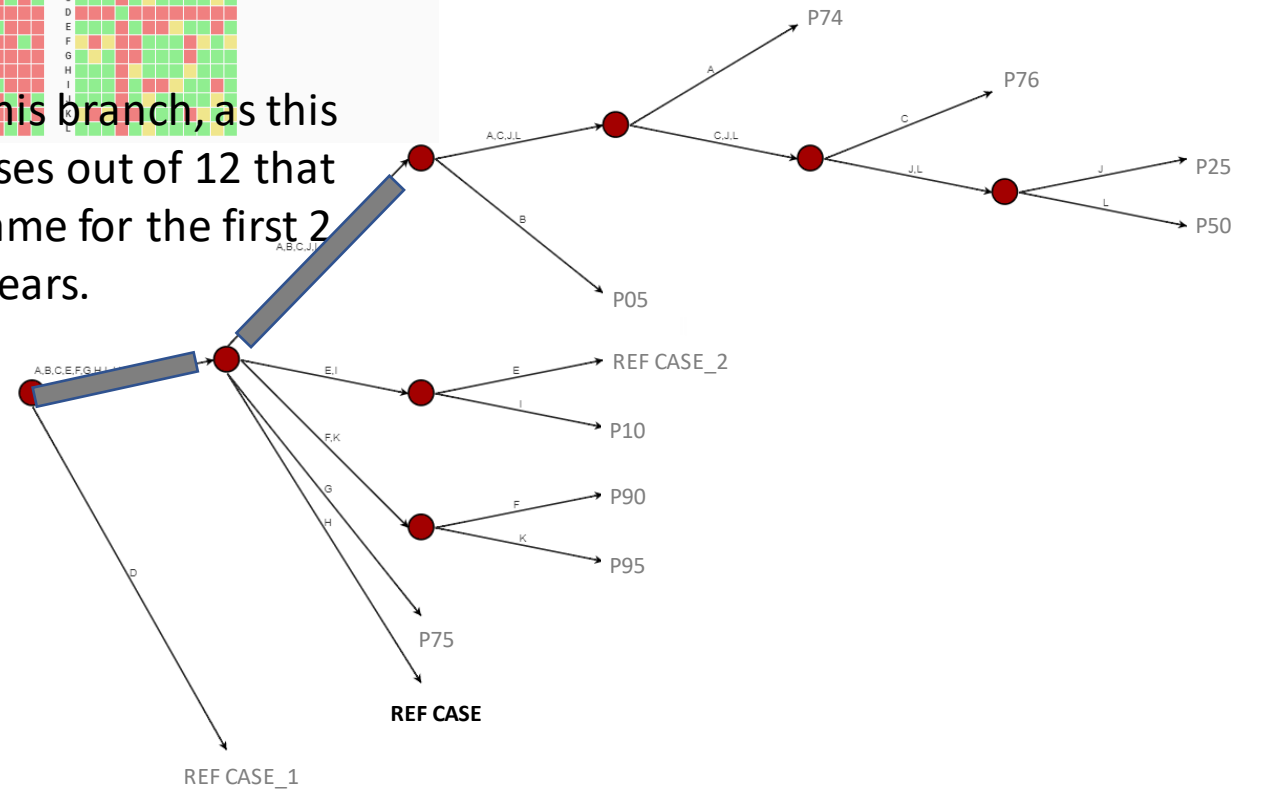 D
E
F
G
H
I
K
L
his branch, as this
ses out of 12 that
ame for the first 2
ears.
P74
A
P76
C
A,C,J,L
C,J,L
J,L
J
P25
L
P50
B
A,B,C,J,L
P05
REF CASE_2
A,B,C,E,F,G,H,I
E,I
E
I
P10
F,K
G
H
F
P90
K
P95
D
P75
REF CASE
REF CASE_1